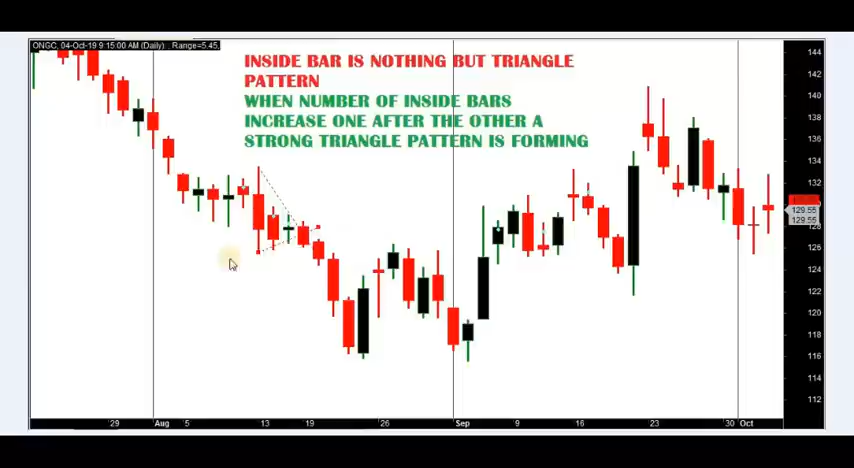 ONGC, 04-Oct-19 9:15:00 AM (Daily) . Range=5.45,
INSIDE BAR IS NOTHING BUT TRIANGLE
PATTERN
WHEN NUMBER OF INSIDE BARS
INCREASE ONE AFTER THE OTHER A
STRONG TRIANGLE PATTERN IS FORMING
144
142
140
138
136
134
132
129.55
129.55
128
126
124
122
120
118
116
114
112
29 Aug 5 13 19 26 Sep 9 16 23 30 Oct